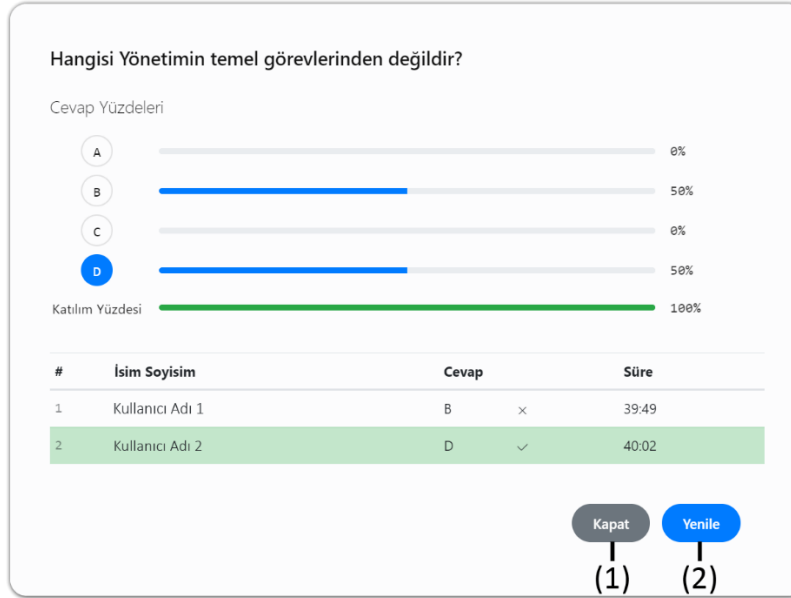 Hangisi Yönetimin temel görevlerinden değildir?
Cevap Yüzdeleri
A 0%
B 50%
C 0%
D 50%
Katılım Yüzdesi 100%
# İsim Soyisim Cevap Süre
1 Kullanıcı Adı 1 B × 39:49
2 Kullanıcı Adı 2 D ✓ 40:02
Kapat Yenile
(1) (2)